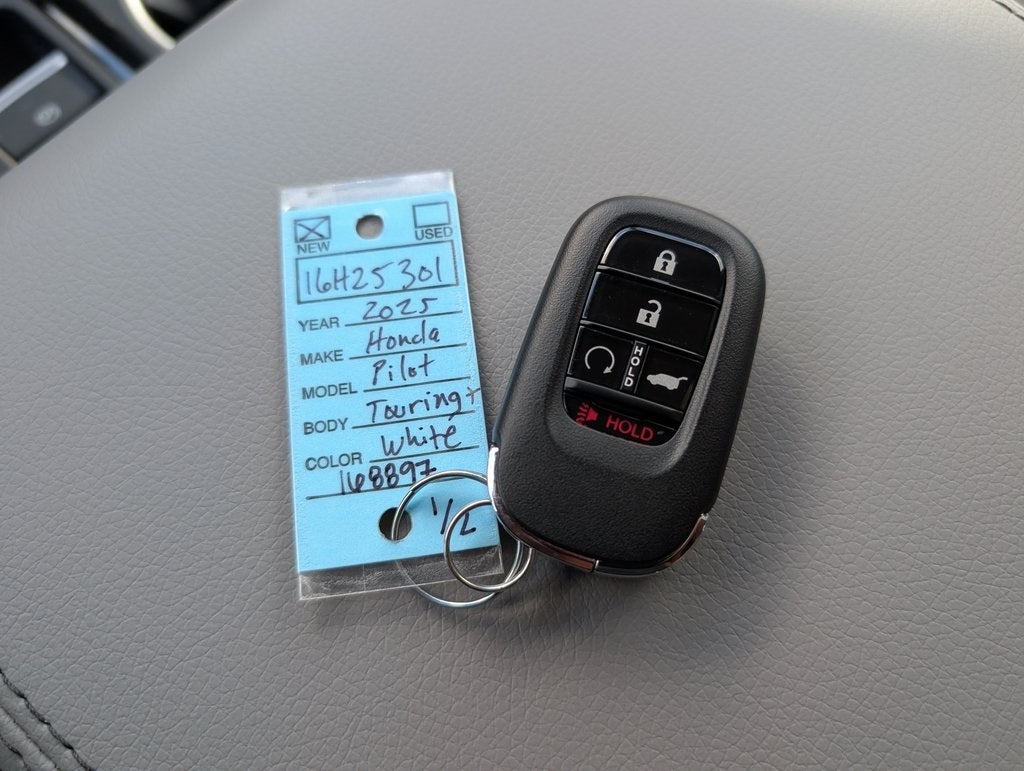 NEW USED
16H25301
YEAR 2025
MAKE Honda
MODEL Pilot
BODY Touring+
COLOR White
168897
1/2
HOLD
HOLD